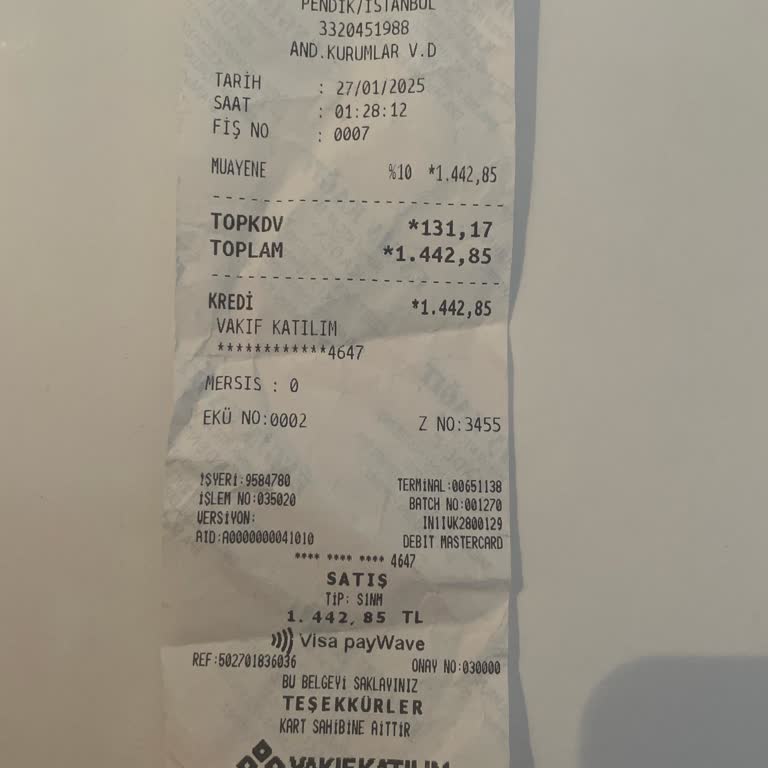 PENDİK/İSTANBUL
3320451988
AND.KURUMLAR V.D
TARİH : 27/01/2025
SAAT : 01:28:12
FİŞ NO : 0007
MUAYENE %10 *1.442,85
TOPKDV *131,17
TOPLAM *1.442,85
KREDİ *1.442,85
VAKIF KATILIM
************4647
MERSIS : 0
EKÜ NO:0002 Z NO:3455
İŞYERİ:9584780 TERMİNAL:00651138
İŞLEM NO:035020 BATCH NO:001270
VERSİYON: IN1IVK2800129
AID:A0000000041010 DEBIT MASTERCARD
**** **** **** 4647
SATIŞ
TİP: SINM
1.442,85 TL
Visa payWave
REF:502701836036 ONAY NO:030000
BU BELGEYİ SAKLAYINIZ
TEŞEKKÜRLER
KART SAHİBİNE AİTTİR
VAKIF KATILIM